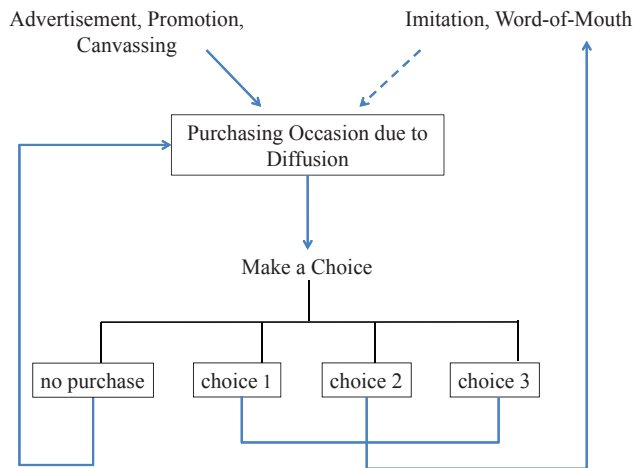 Advertisement, Promotion,
Canvassing
Imitation, Word-of-Mouth
Purchasing Occasion due to
Diffusion
Make a Choice
no purchase
choice 1
choice 2
choice 3